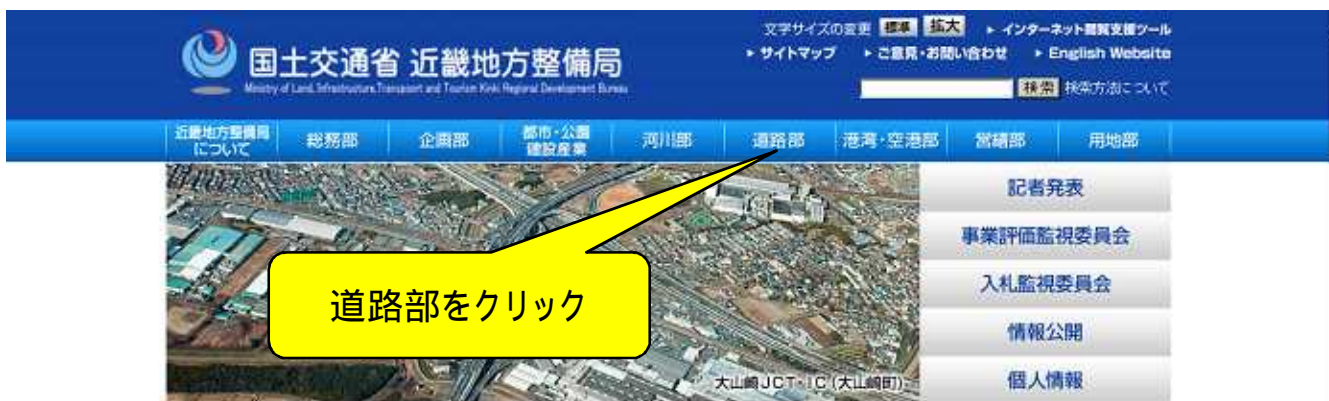 文字サイズの変更 標準 拡大 ▶ インターネット閲覧支援ツール
▶ サイトマップ ▶ ご意見・お問い合わせ ▶ English Website
国土交通省 近畿地方整備局
Ministry of Land, Infrastructure, Transport and Tourism Kinki Regional Development Bureau
検索 検索方法について
近畿地方整備局
について
総務部
企画部
都市・公園
建設産業
河川部
道路部
港湾・空港部
営繕部
用地部
記者発表
事業評価監視委員会
入札監視委員会
情報公開
個人情報
道路部をクリック
大山崎JCT・IC(大山崎町)